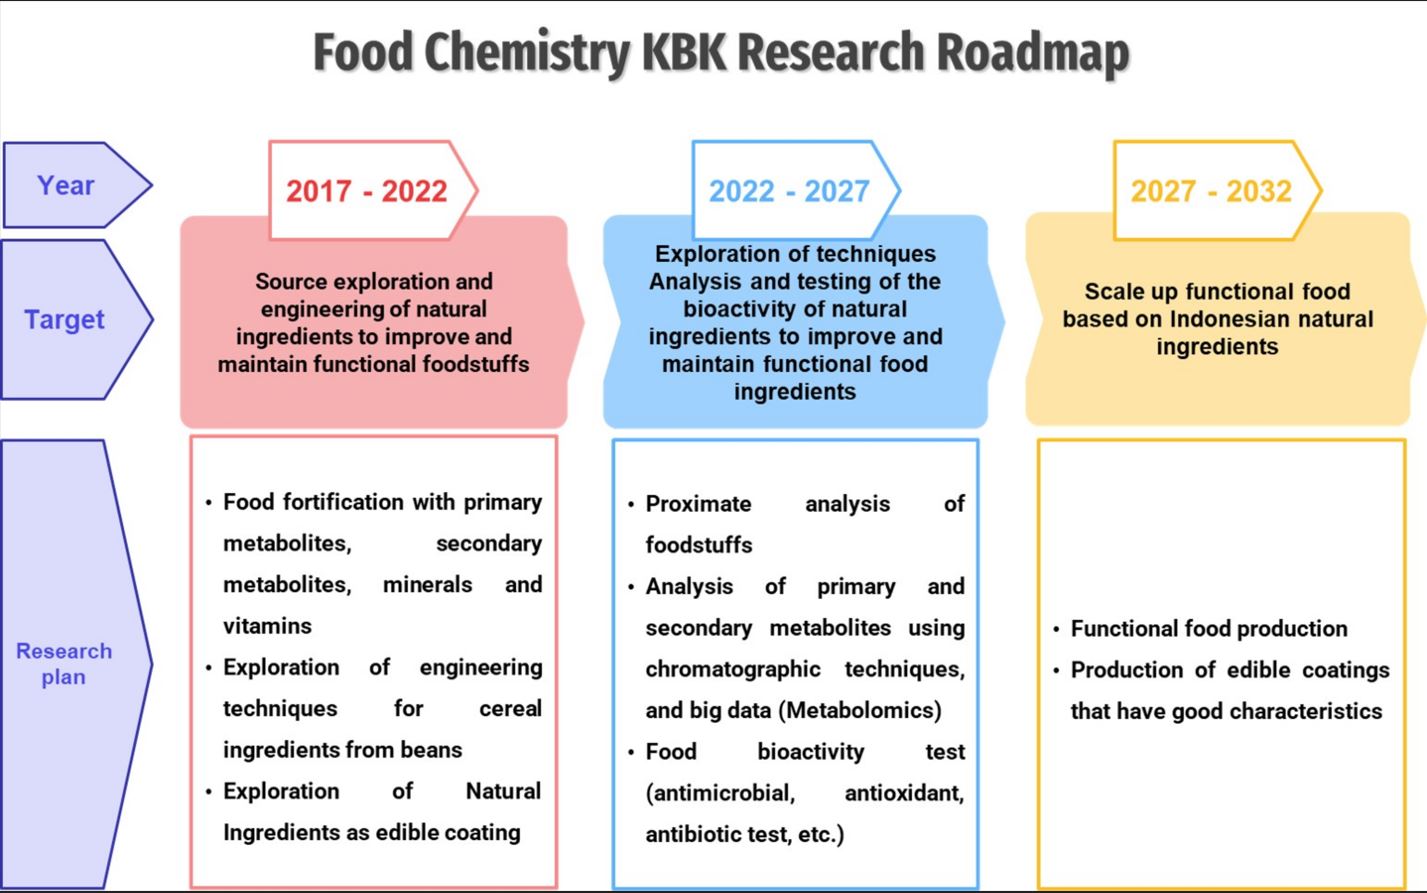 Food Chemistry KBK Research Roadmap
Year
2017 - 2022
2022 - 2027
2027 - 2032
Target
Source exploration and
engineering of natural
ingredients to improve and
maintain functional foodstuffs
Exploration of techniques
Analysis and testing of the
bioactivity of natural
ingredients to improve and
maintain functional food
ingredients
Scale up functional food
based on Indonesian natural
ingredients
Research
plan
• Food fortification with primary
metabolites, secondary
metabolites, minerals and
vitamins
• Exploration of engineering
techniques for cereal
ingredients from beans
• Exploration of Natural
Ingredients as edible coating
• Proximate analysis of
foodstuffs
• Analysis of primary and
secondary metabolites using
chromatographic techniques,
and big data (Metabolomics)
• Food bioactivity test
(antimicrobial, antioxidant,
antibiotic test, etc.)
• Functional food production
• Production of edible coatings
that have good characteristics